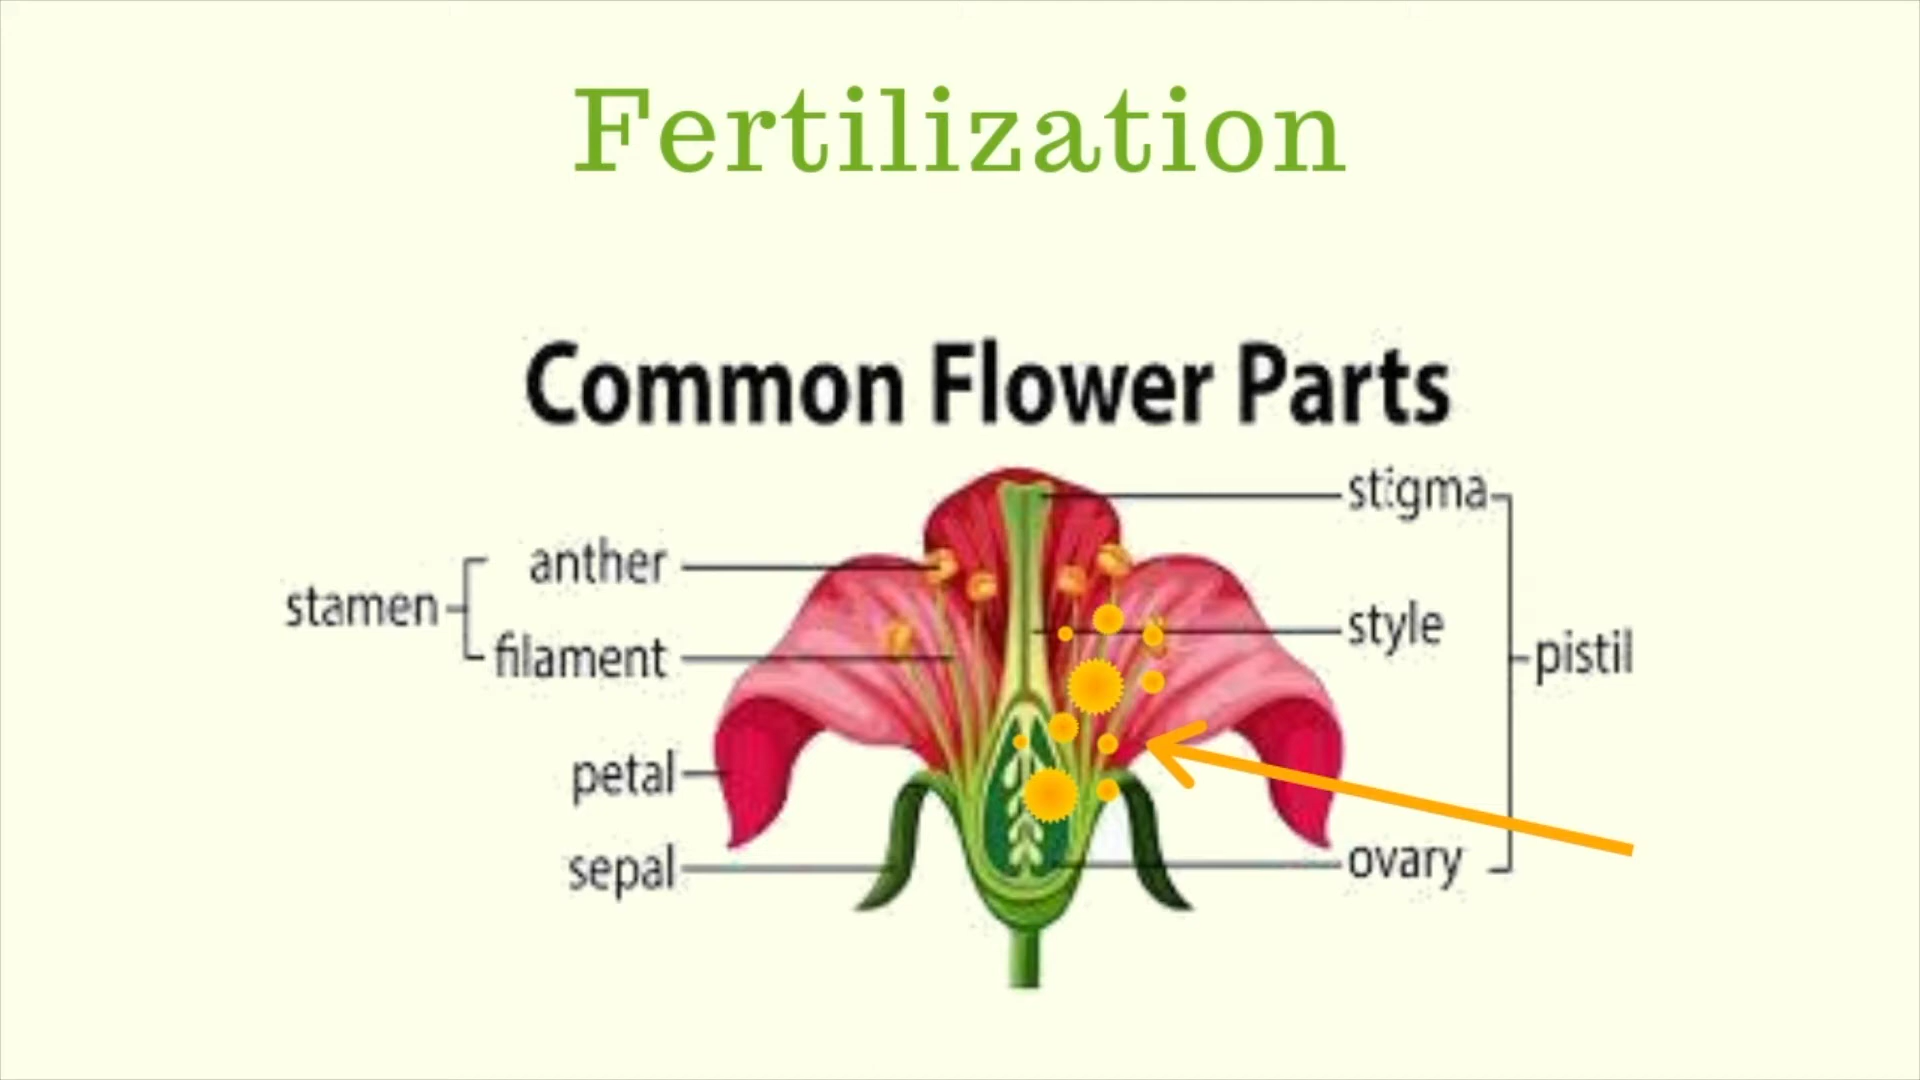 Fertilization
Common Flower Parts
stigma
anther
stamen
style
filament
pistil
petal
sepal
ovary